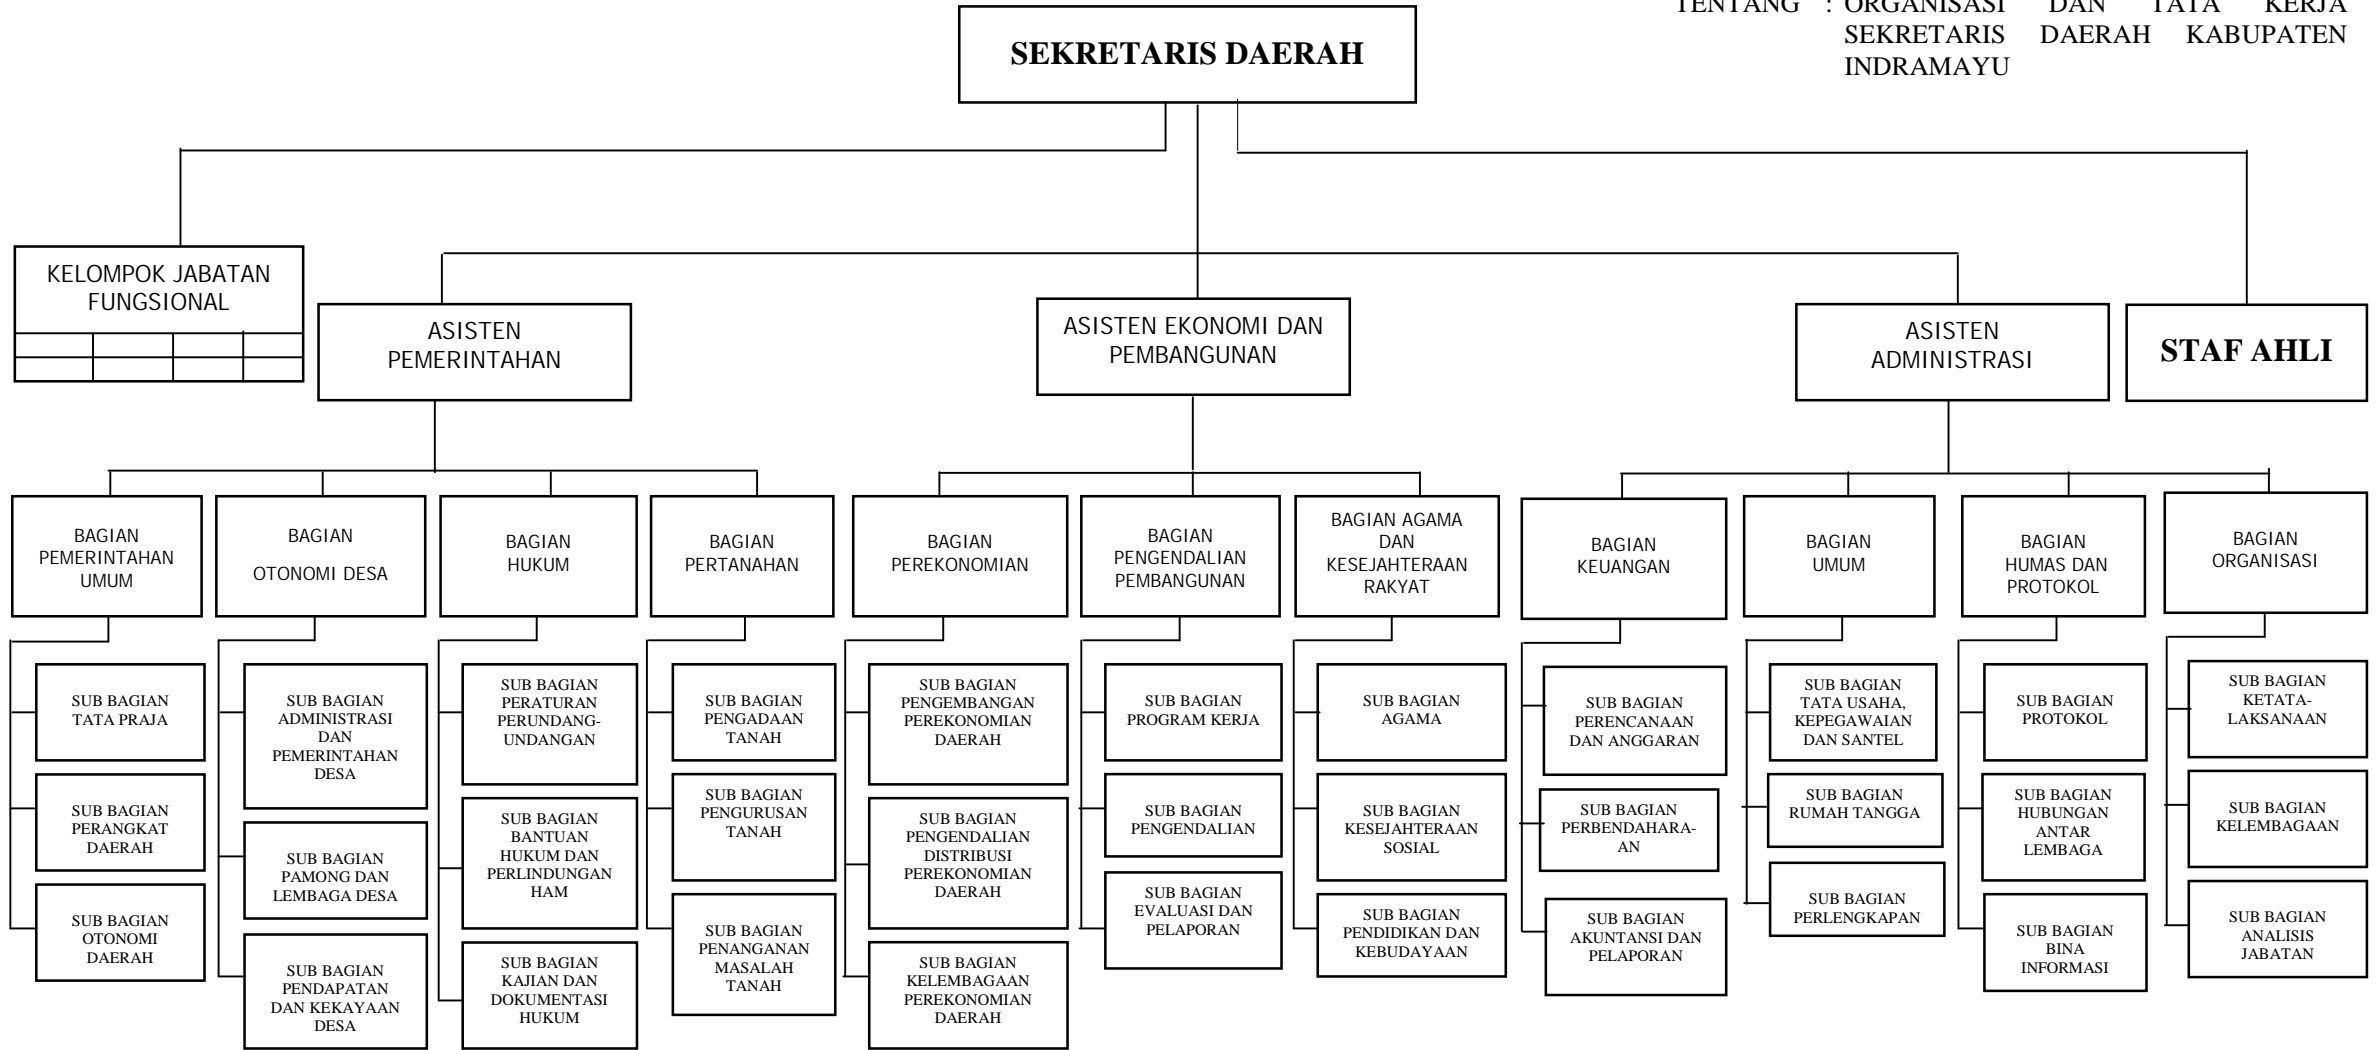 TENTANG : ORGANISASI DAN TATA KERJA
SEKRETARIS DAERAH KABUPATEN
INDRAMAYU
SEKRETARIS DAERAH
KELOMPOK JABATAN
FUNGSIONAL
ASISTEN
PEMERINTAHAN
ASISTEN EKONOMI DAN
PEMBANGUNAN
ASISTEN
ADMINISTRASI
STAF AHLI
BAGIAN
PEMERINTAHAN
UMUM
BAGIAN
OTONOMI DESA
BAGIAN
HUKUM
BAGIAN
PERTANAHAN
BAGIAN
PEREKONOMIAN
BAGIAN
PENGENDALIAN
PEMBANGUNAN
BAGIAN AGAMA
DAN
KESEJAHTERAAN
RAKYAT
BAGIAN
KEUANGAN
BAGIAN
UMUM
BAGIAN
HUMAS DAN
PROTOKOL
BAGIAN
ORGANISASI
SUB BAGIAN
TATA PRAJA
SUB BAGIAN
PERANGKAT
DAERAH
SUB BAGIAN
OTONOMI
DAERAH
SUB BAGIAN
ADMINISTRASI
DAN
PEMERINTAHAN
DESA
SUB BAGIAN
PAMONG DAN
LEMBAGA DESA
SUB BAGIAN
PENDAPATAN
DAN KEKAYAAN
DESA
SUB BAGIAN
PERATURAN
PERUNDANG-
UNDANGAN
SUB BAGIAN
BANTUAN
HUKUM DAN
PERLINDUNGAN
HAM
SUB BAGIAN
KAJIAN DAN
DOKUMENTASI
HUKUM
SUB BAGIAN
PENGADAAN
TANAH
SUB BAGIAN
PENGURUSAN
TANAH
SUB BAGIAN
PENANGANAN
MASALAH
TANAH
SUB BAGIAN
PENGEMBANGAN
PEREKONOMIAN
DAERAH
SUB BAGIAN
PENGENDALIAN
DISTRIBUSI
PEREKONOMIAN
DAERAH
SUB BAGIAN
KELEMBAGAAN
PEREKONOMIAN
DAERAH
SUB BAGIAN
PROGRAM KERJA
SUB BAGIAN
PENGENDALIAN
SUB BAGIAN
EVALUASI DAN
PELAPORAN
SUB BAGIAN
AGAMA
SUB BAGIAN
KESEJAHTERAAN
SOSIAL
SUB BAGIAN
PENDIDIKAN DAN
KEBUDAYAAN
SUB BAGIAN
PERENCANAAN
DAN ANGGARAN
SUB BAGIAN
PERBENDAHARA-
AN
SUB BAGIAN
AKUNTANSI DAN
PELAPORAN
SUB BAGIAN
TATA USAHA,
KEPEGAWAIAN
DAN SANTEL
SUB BAGIAN
RUMAH TANGGA
SUB BAGIAN
PERLENGKAPAN
SUB BAGIAN
PROTOKOL
SUB BAGIAN
HUBUNGAN
ANTAR
LEMBAGA
SUB BAGIAN
BINA
INFORMASI
SUB BAGIAN
KETATA-
LAKSANAAN
SUB BAGIAN
KELEMBAGAAN
SUB BAGIAN
ANALISIS
JABATAN